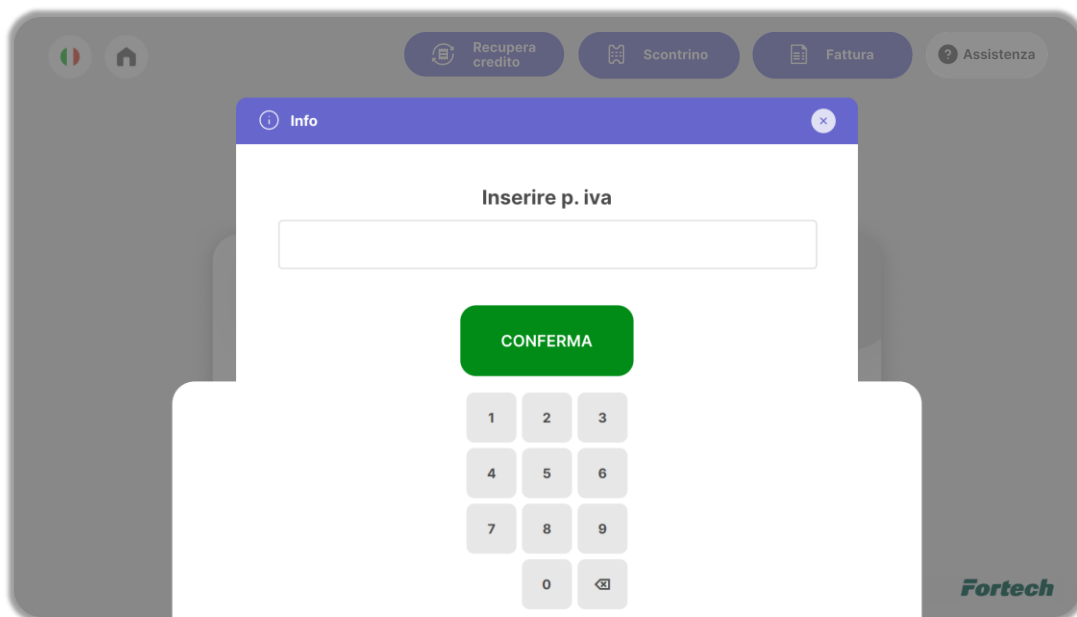 Recupera
credito
Scontrino
Fattura
Assistenza
Info
Inserire p. iva
CONFERMA
1 2 3
4 5 6
7 8 9
0
Fortech